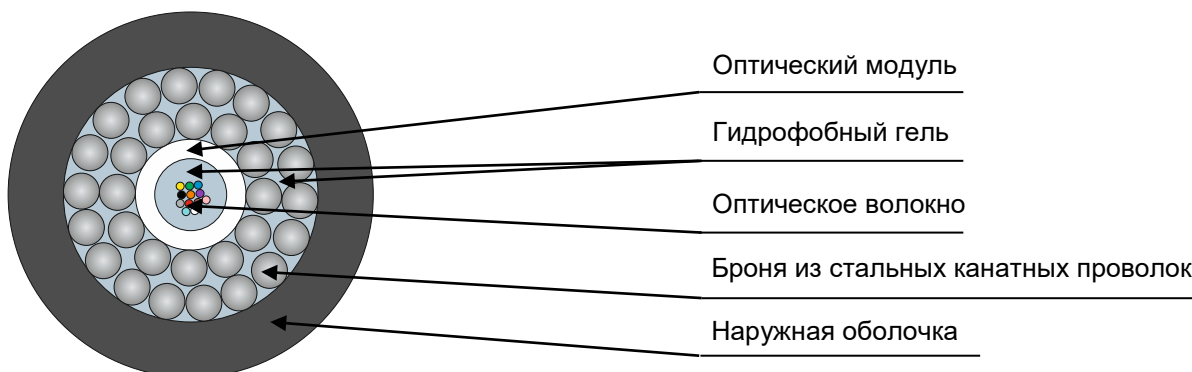 Оптический модуль
Гидрофобный гель
Оптическое волокно
Броня из стальных канатных проволок
Наружная оболочка